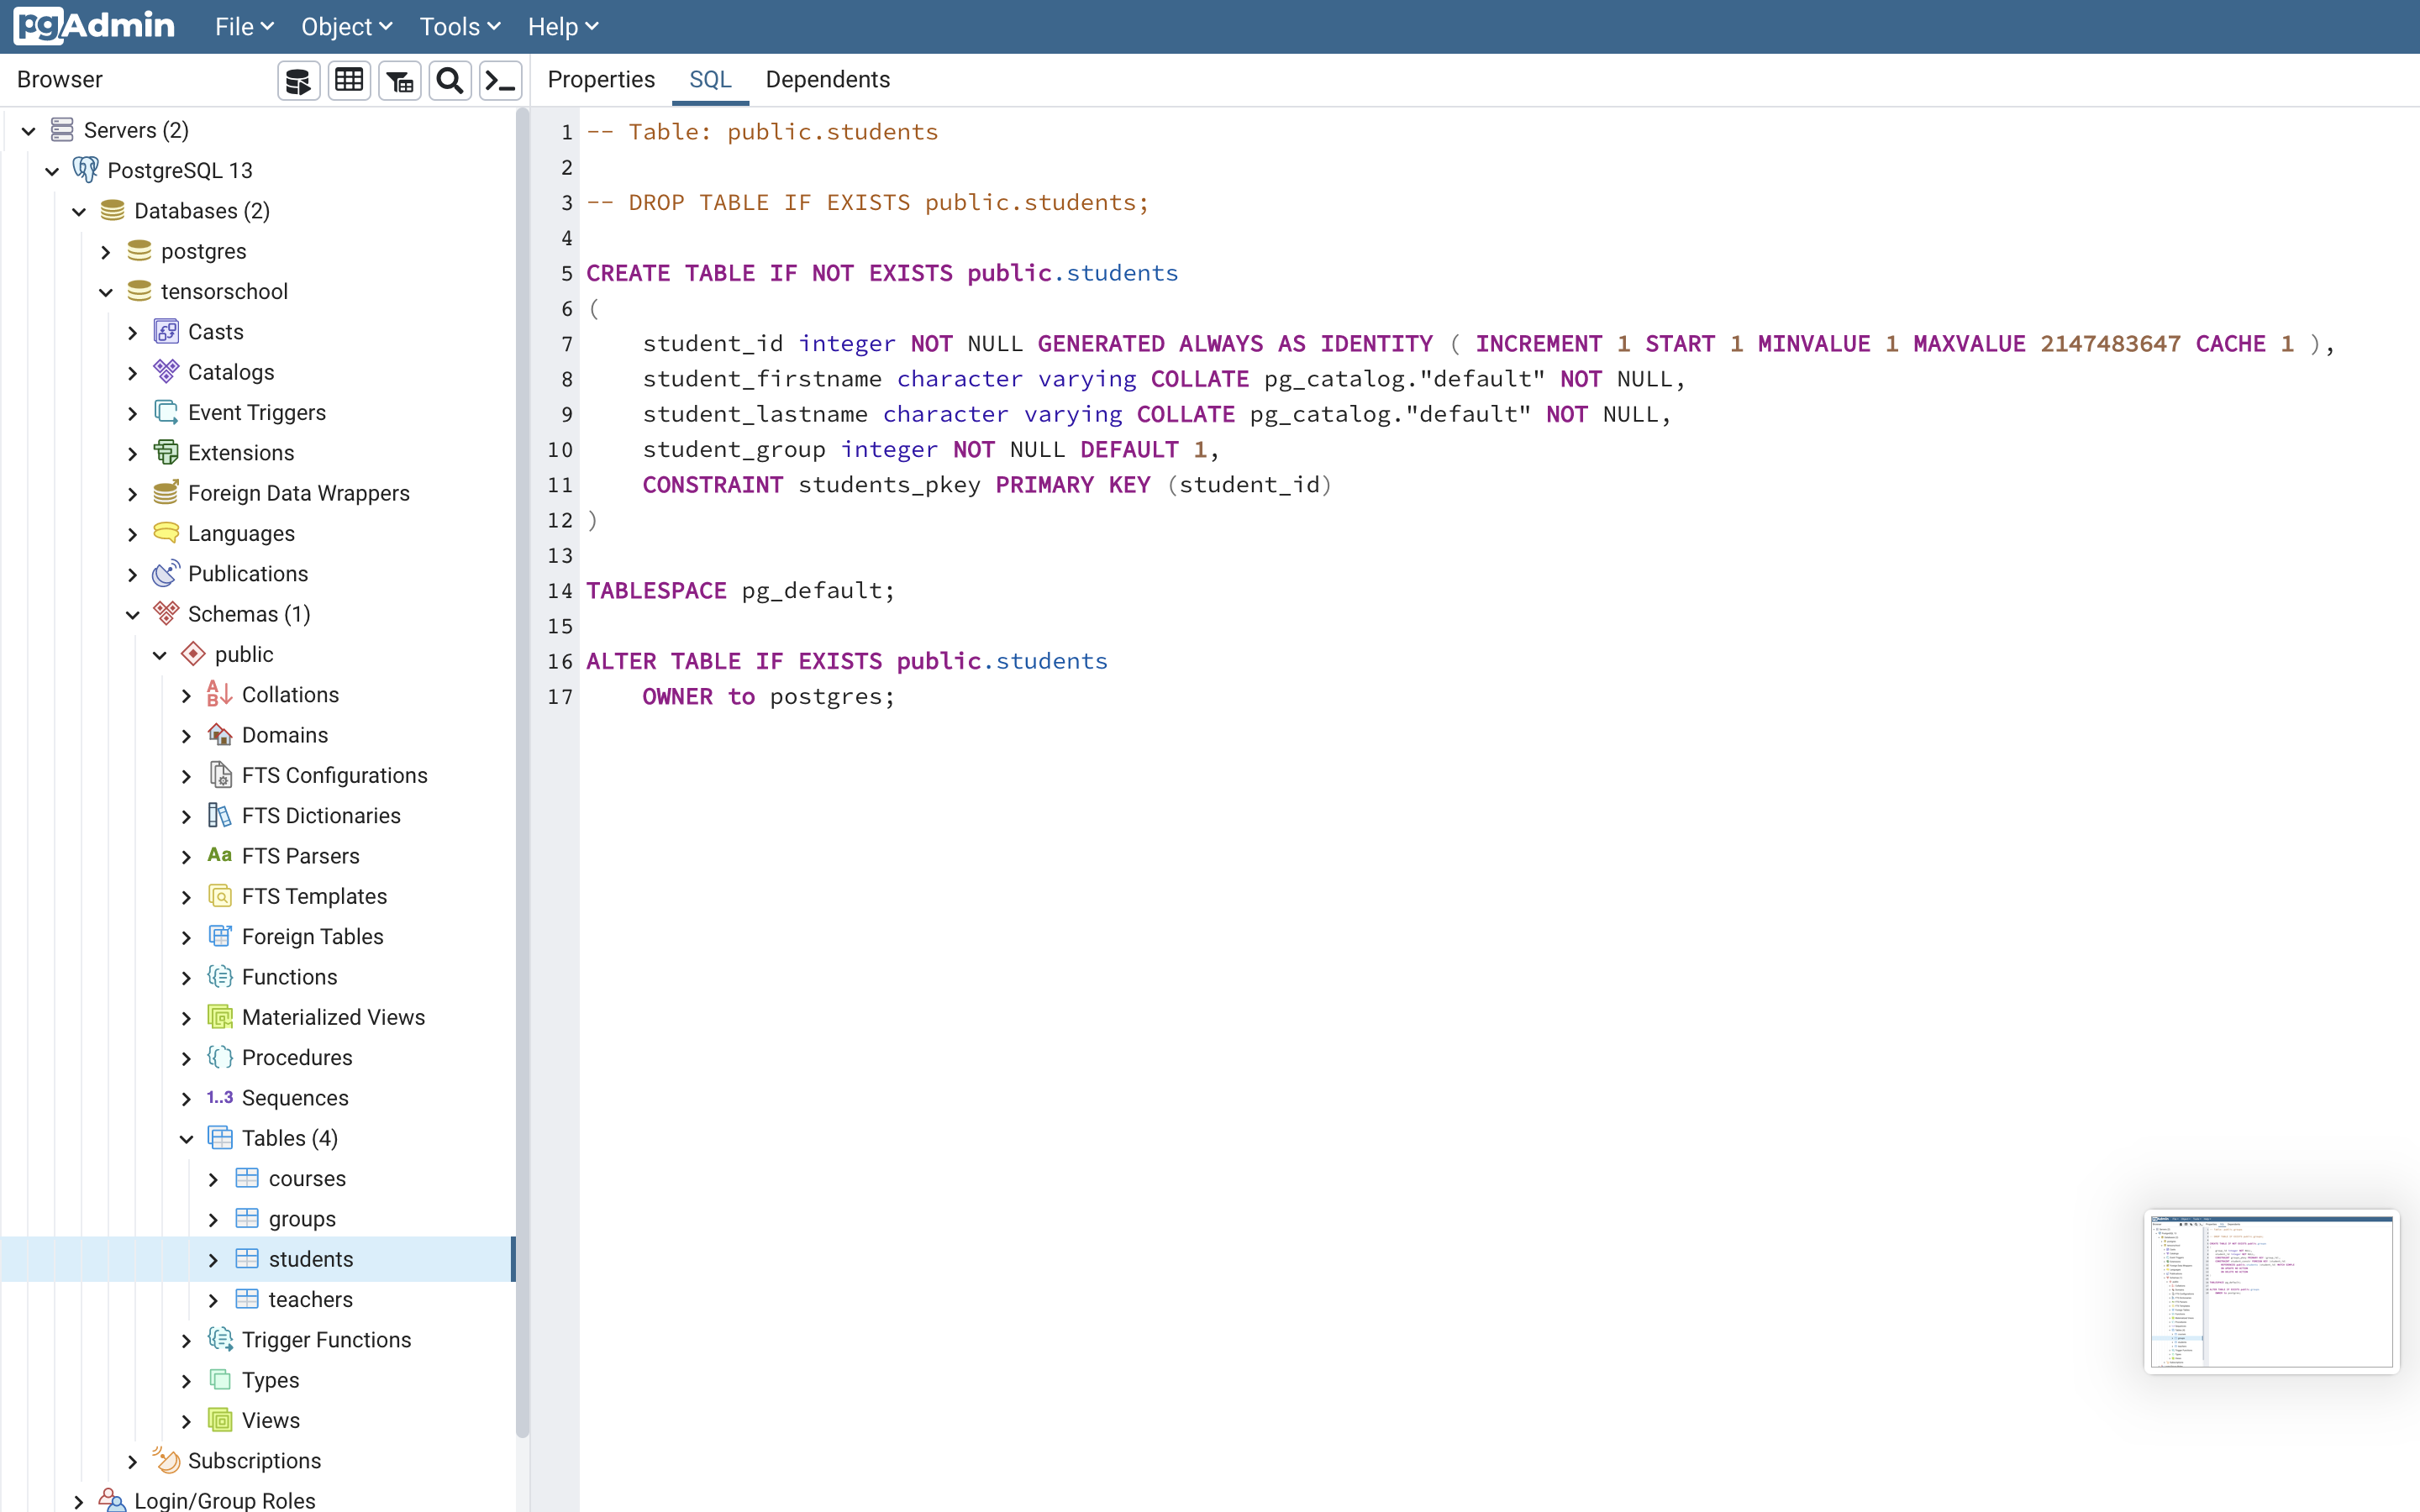 pgAdmin File Object Tools Help
Browser
Properties SQL Dependents
Servers (2)
PostgreSQL 13
Databases (2)
postgres
tensorschool
Casts
Catalogs
Event Triggers
Extensions
Foreign Data Wrappers
Languages
Publications
Schemas (1)
public
Collations
Domains
FTS Configurations
FTS Dictionaries
Aa FTS Parsers
FTS Templates
Foreign Tables
Functions
Materialized Views
Procedures
1..3 Sequences
Tables (4)
courses
groups
students
teachers
Trigger Functions
Types
Views
Subscriptions
Login/Group Roles
1 -- Table: public.students
2
3 -- DROP TABLE IF EXISTS public.students;
4
5 CREATE TABLE IF NOT EXISTS public.students
6 (
7     student_id integer NOT NULL GENERATED ALWAYS AS IDENTITY ( INCREMENT 1 START 1 MINVALUE 1 MAXVALUE 2147483647 CACHE 1 ),
8     student_firstname character varying COLLATE pg_catalog."default" NOT NULL,
9     student_lastname character varying COLLATE pg_catalog."default" NOT NULL,
10     student_group integer NOT NULL DEFAULT 1,
11     CONSTRAINT students_pkey PRIMARY KEY (student_id)
12 )
13
14 TABLESPACE pg_default;
15
16 ALTER TABLE IF EXISTS public.students
17     OWNER to postgres;